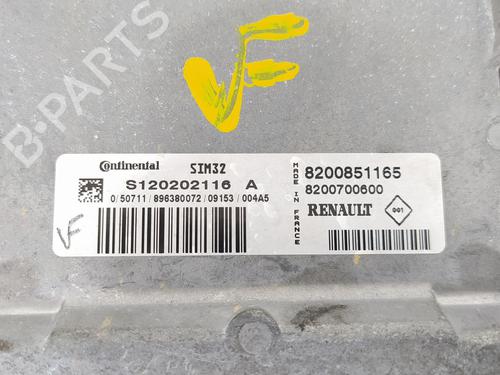 B-PARTS
VF
Continental SIM32
S120202116 A
0/50711/896380072/09153/004A5
MADE IN FRANCE
8200851165
8200700600
RENAULT
001
VF